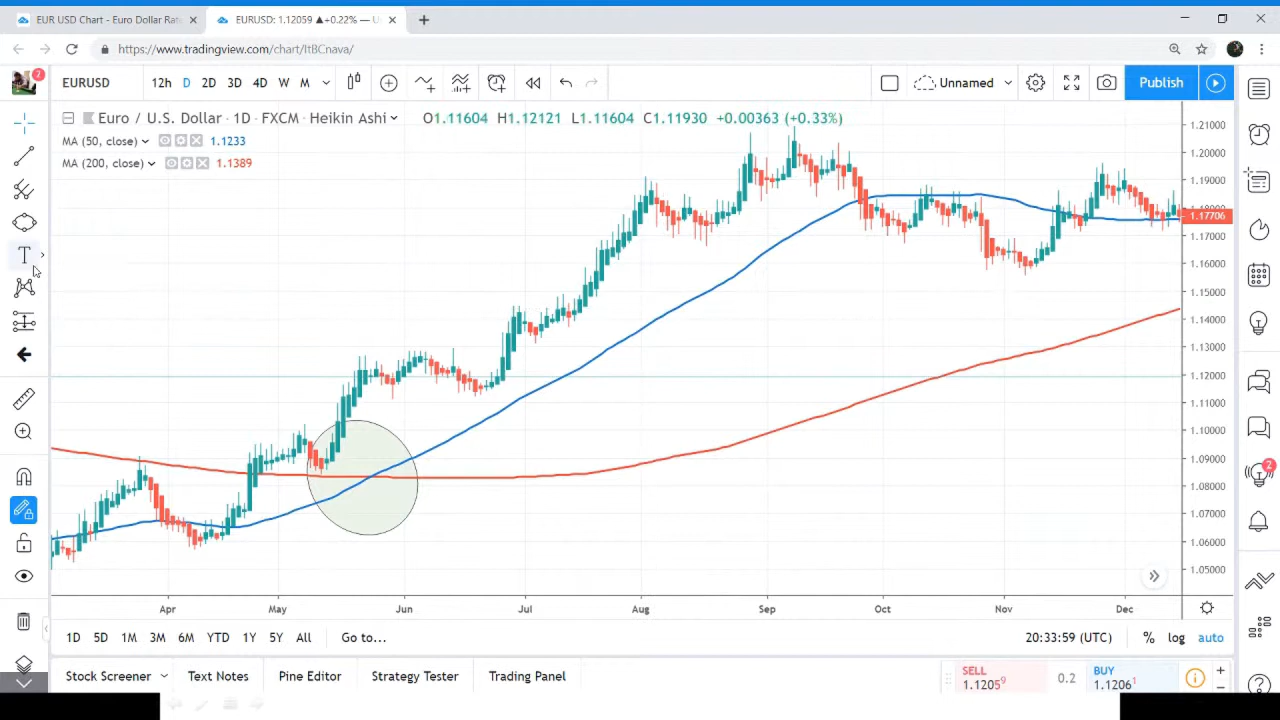 EUR USD Chart - Euro Dollar Rat
EURUSD: 1.12059 ▲+0.22% — U
https://www.tradingview.com/chart/ItBCnava/
7
EURUSD 12h D 2D 3D 4D W M Unnamed Publish
Euro / U.S. Dollar · 1D · FXCM · Heikin Ashi O1.11604 H1.12121 L1.11604 C1.11930 +0.00363 (+0.33%)
MA (50, close) 1.1233
MA (200, close) 1.1389
T
1.21000
1.20000
1.19000
1.17706
1.17000
1.16000
1.15000
1.14000
1.13000
1.12000
1.11000
1.10000
1.09000
1.08000
1.07000
1.06000
1.05000
2
Apr May Jun Jul Aug Sep Oct Nov Dec
1D 5D 1M 3M 6M YTD 1Y 5Y All Go to... 20:33:59 (UTC) % log auto
Stock Screener Text Notes Pine Editor Strategy Tester Trading Panel
SELL 1.12059 0.2 BUY 1.12061